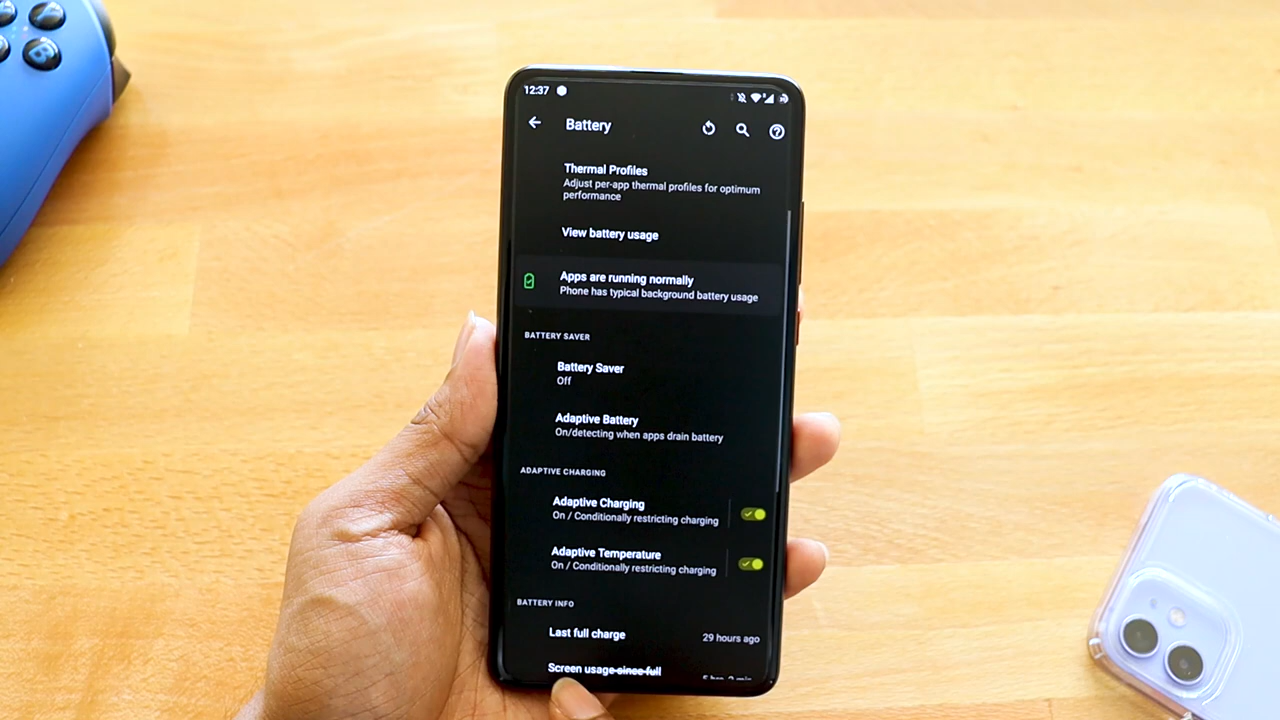 12:37
Battery
Thermal Profiles
Adjust per-app thermal profiles for optimum
performance
View battery usage
Apps are running normally
Phone has typical background battery usage
BATTERY SAVER
Battery Saver
Off
Adaptive Battery
On/detecting when apps drain battery
ADAPTIVE CHARGING
Adaptive Charging
On / Conditionally restricting charging
Adaptive Temperature
On / Conditionally restricting charging
BATTERY INFO
Last full charge
29 hours ago
Screen usage since full
B